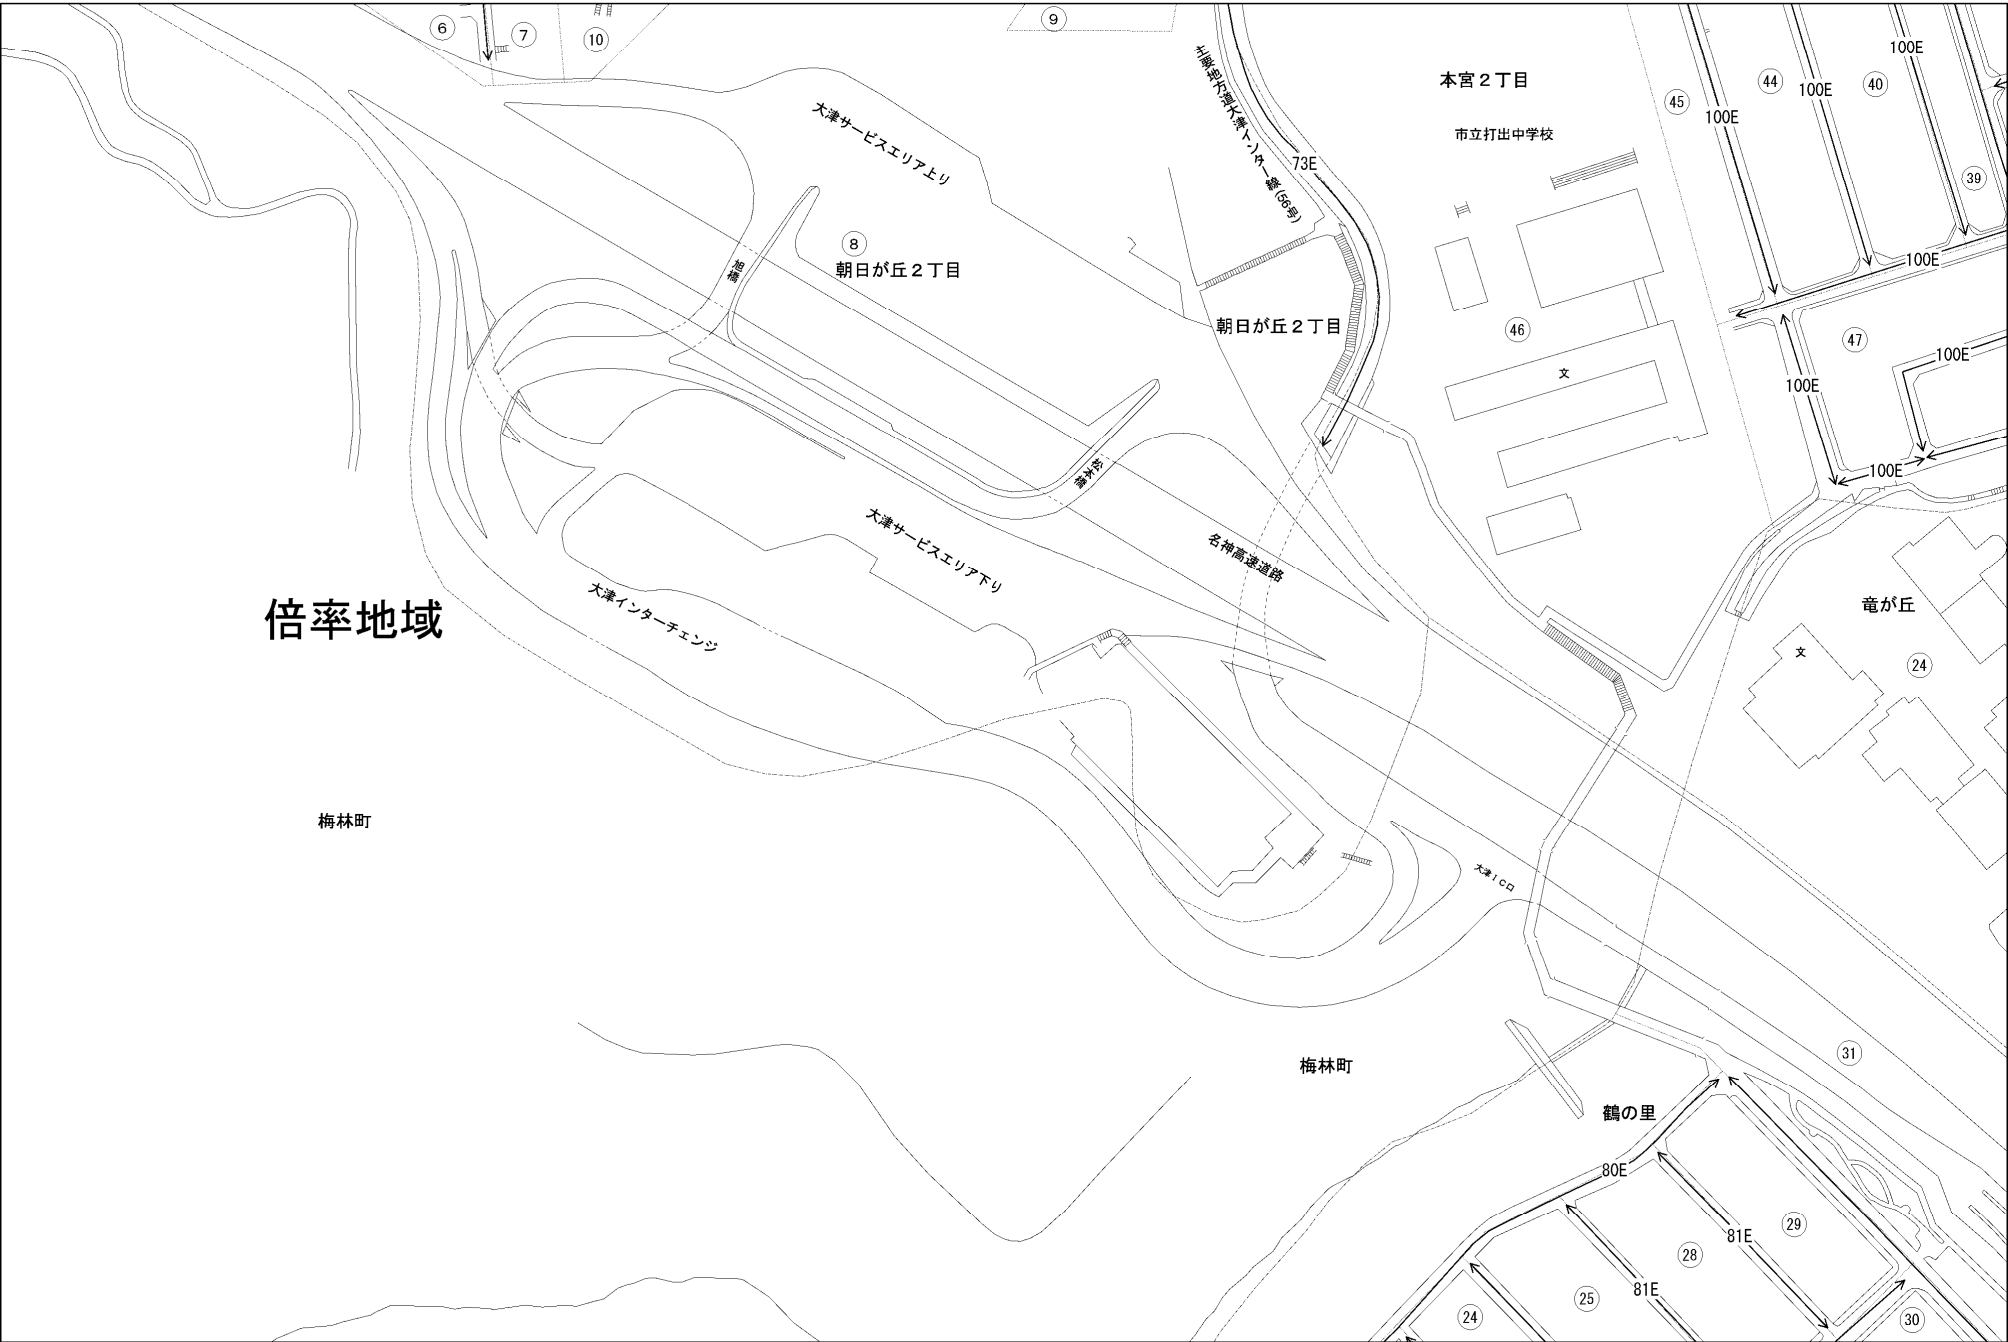 ⑥
⑦
⑩
⑨
主要地方道大津インター線(56号)
73E
本宮２丁目
市立打出中学校
㊺
100E
㊹
100E
㊵
100E
㊴
100E
大津サービスエリア上り
⑧
朝日が丘２丁目
旭橋
朝日が丘２丁目
㊻
文
㊼
100E
100E
100E
松本橋
大津サービスエリア下り
名神高速道路
大津インターチェンジ
倍率地域
竜が丘
文
㉔
梅林町
大津ＩＣ口
梅林町
㉛
鶴の里
80E
81E
㉙
㉘
81E
㉕
㉔
㉚